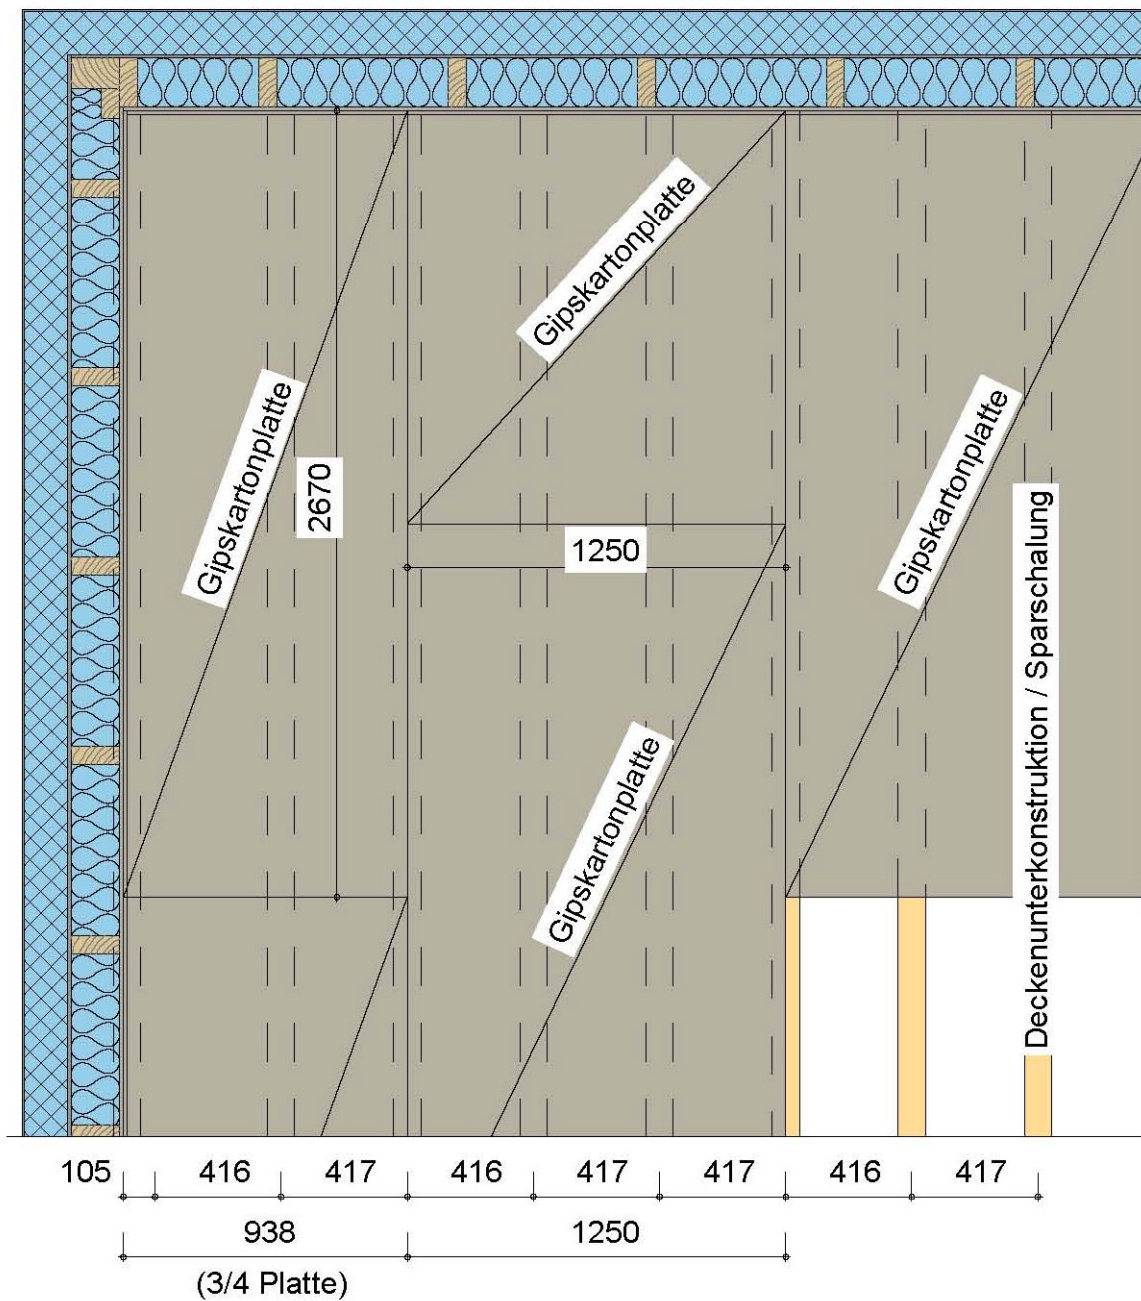 Gipskartonplatte
Gipskartonplatte
Gipskartonplatte
2670
1250
Gipskartonplatte
Deckenunterkonstruktion / Sparschalung
105 416 417 416 417 417 416 417
938 1250
(3/4 Platte)